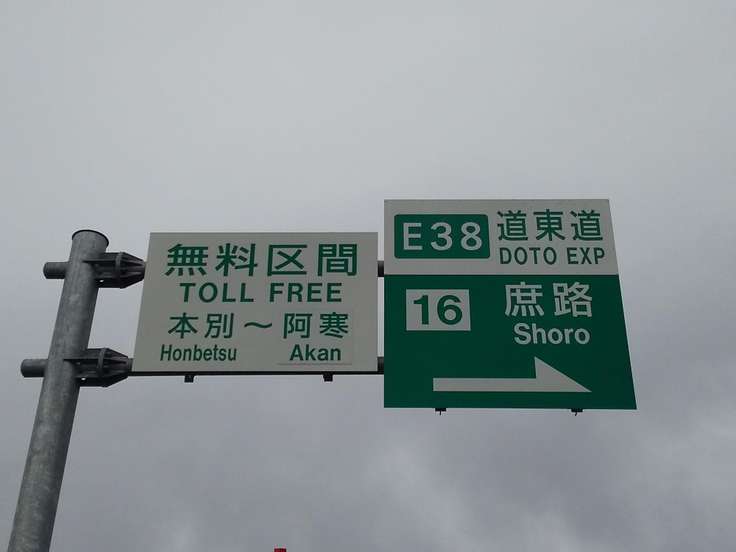 無料区間
TOLL FREE
本別～阿寒
Honbetsu Akan
E38 道東道
DOTO EXP
16 庶路
Shoro